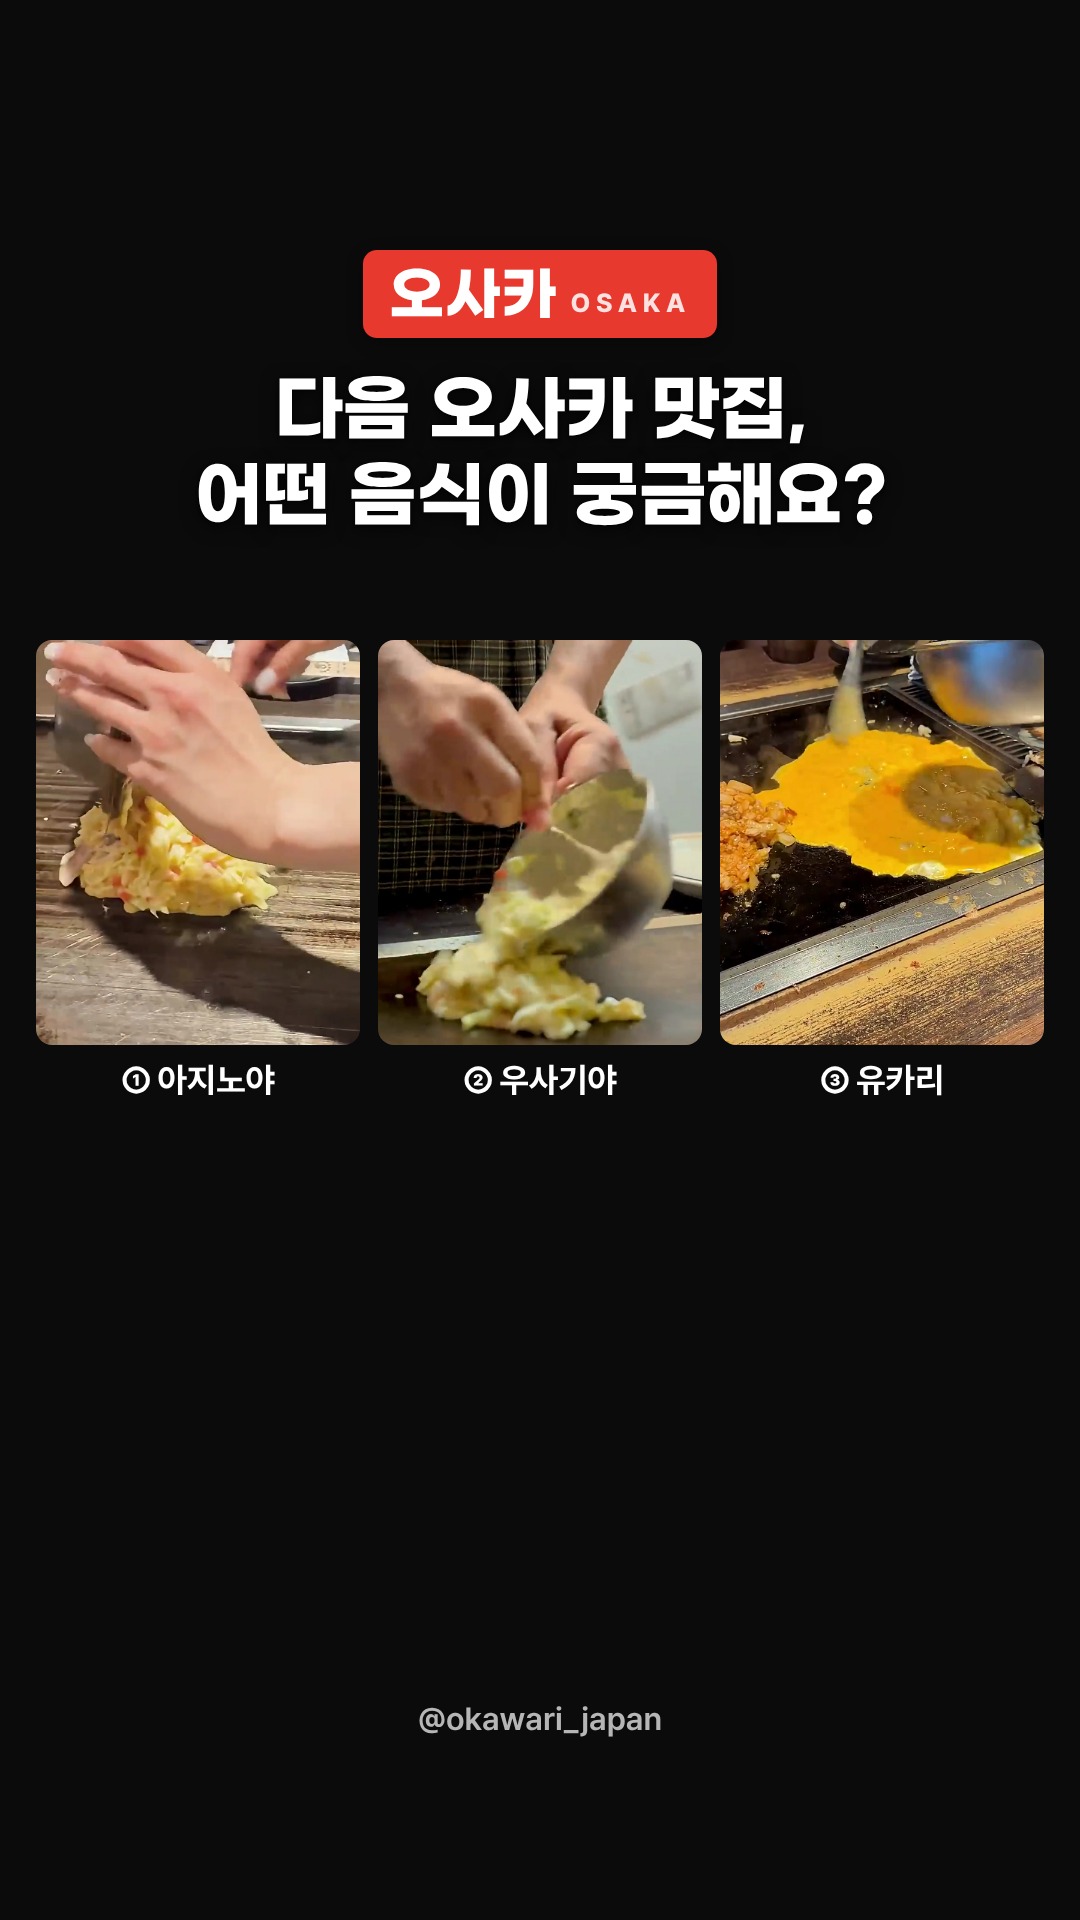 오사카 OSAKA
다음 오사카 맛집,
어떤 음식이 궁금해요?
① 아지노야
② 우사기야
③ 유카리
@okawari_japan